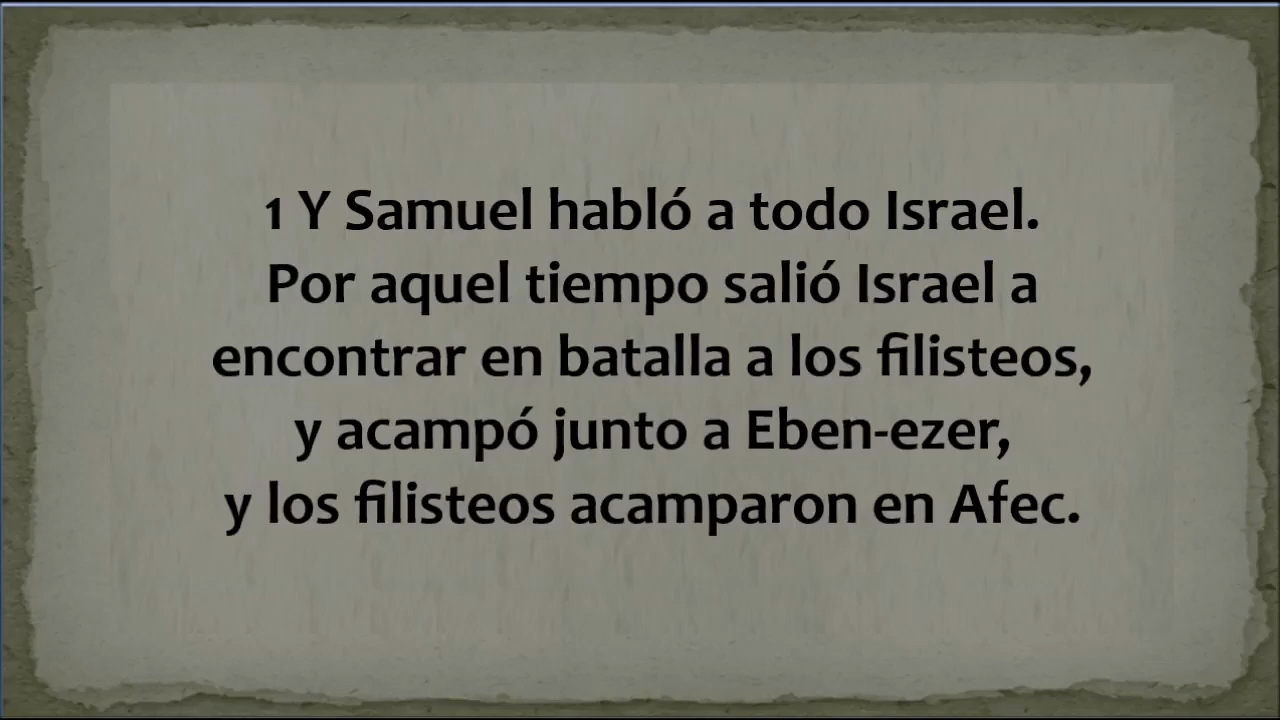 1 Y Samuel habló a todo Israel.
Por aquel tiempo salió Israel a
encontrar en batalla a los filisteos,
y acampó junto a Eben-ezer,
y los filisteos acamparon en Afec.